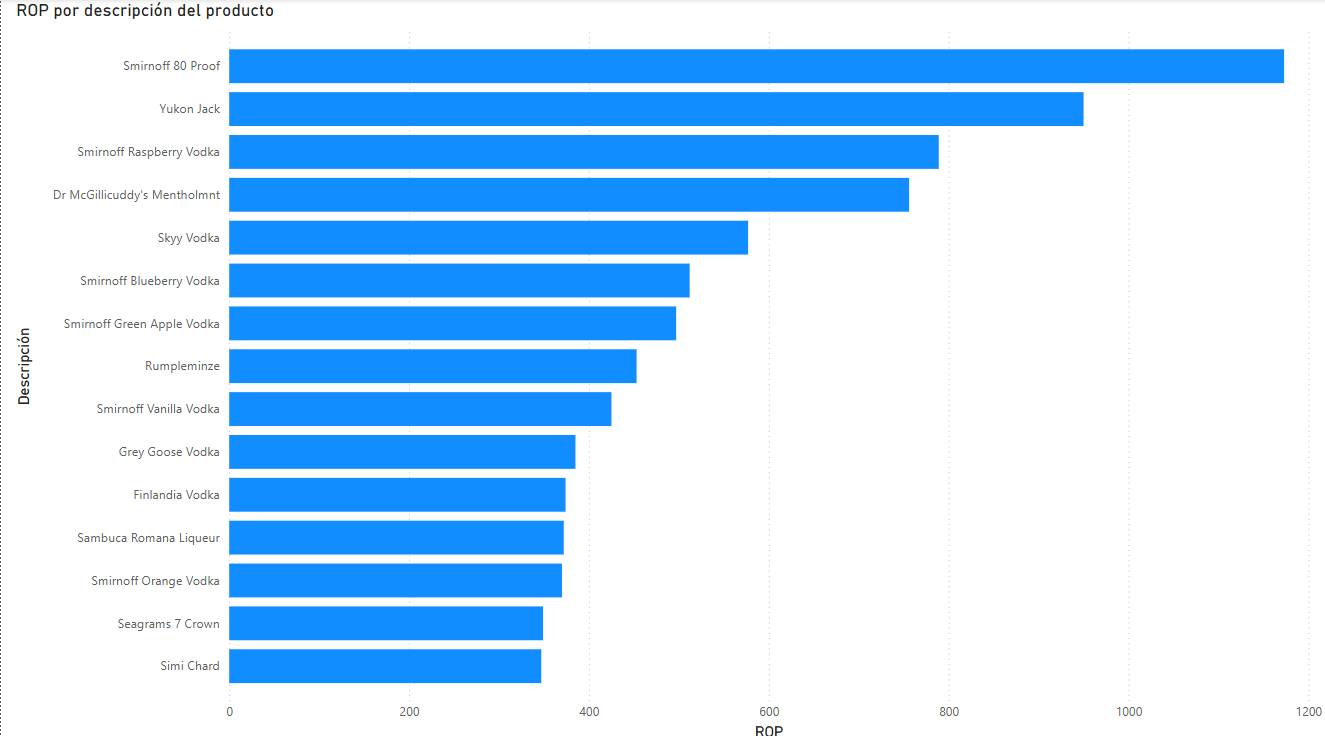 ROP por descripción del producto
Descripción
Smirnoff 80 Proof
Yukon Jack
Smirnoff Raspberry Vodka
Dr McGillicuddy's Mentholmnt
Skyy Vodka
Smirnoff Blueberry Vodka
Smirnoff Green Apple Vodka
Rumpleminze
Smirnoff Vanilla Vodka
Grey Goose Vodka
Finlandia Vodka
Sambuca Romana Liqueur
Smirnoff Orange Vodka
Seagrams 7 Crown
Simi Chard
0 200 400 600 800 1000 1200
ROP